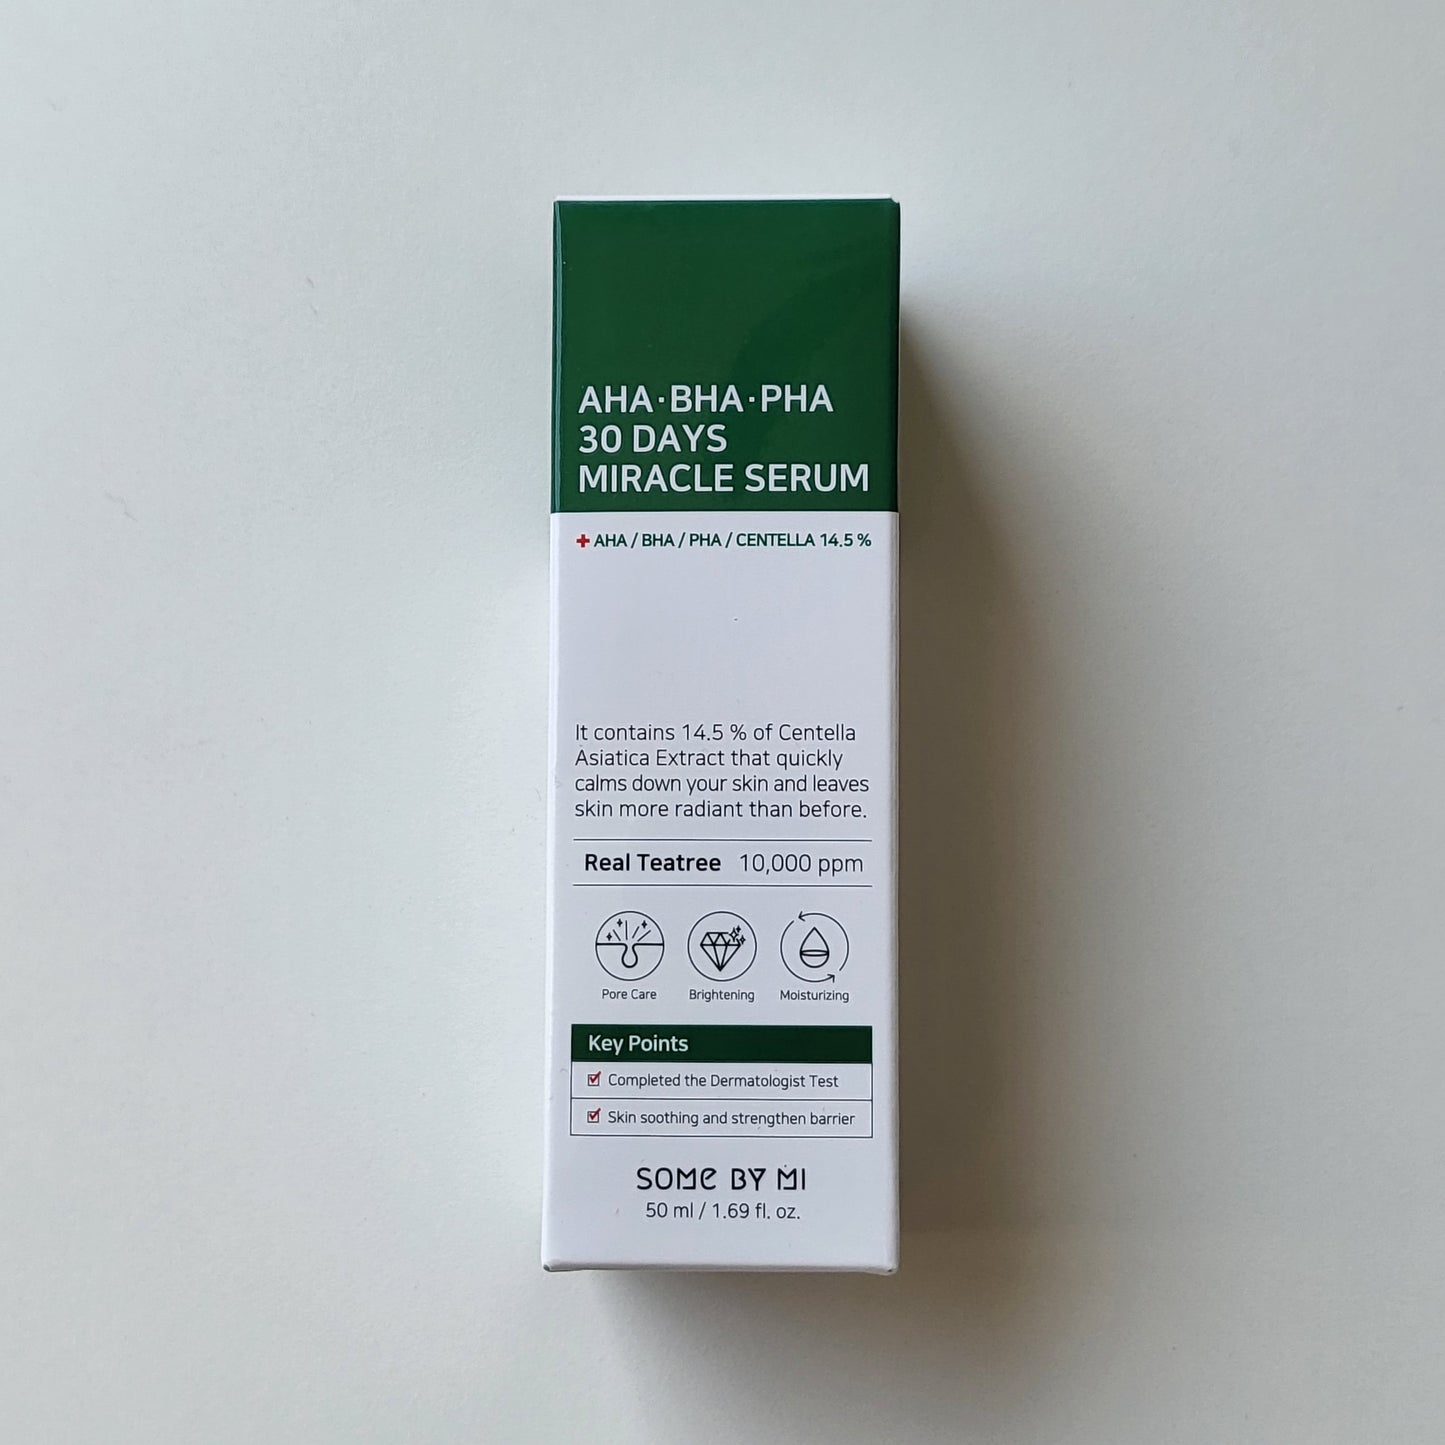 AHA·BHA·PHA
30 DAYS
MIRACLE SERUM
+ AHA / BHA / PHA / CENTELLA 14.5 %
It contains 14.5 % of Centella
Asiatica Extract that quickly
calms down your skin and leaves
skin more radiant than before.
Real Teatree 10,000 ppm
Pore Care Brightening Moisturizing
Key Points
Completed the Dermatologist Test
Skin soothing and strengthen barrier
SOME BY MI
50 ml / 1.69 fl. oz.